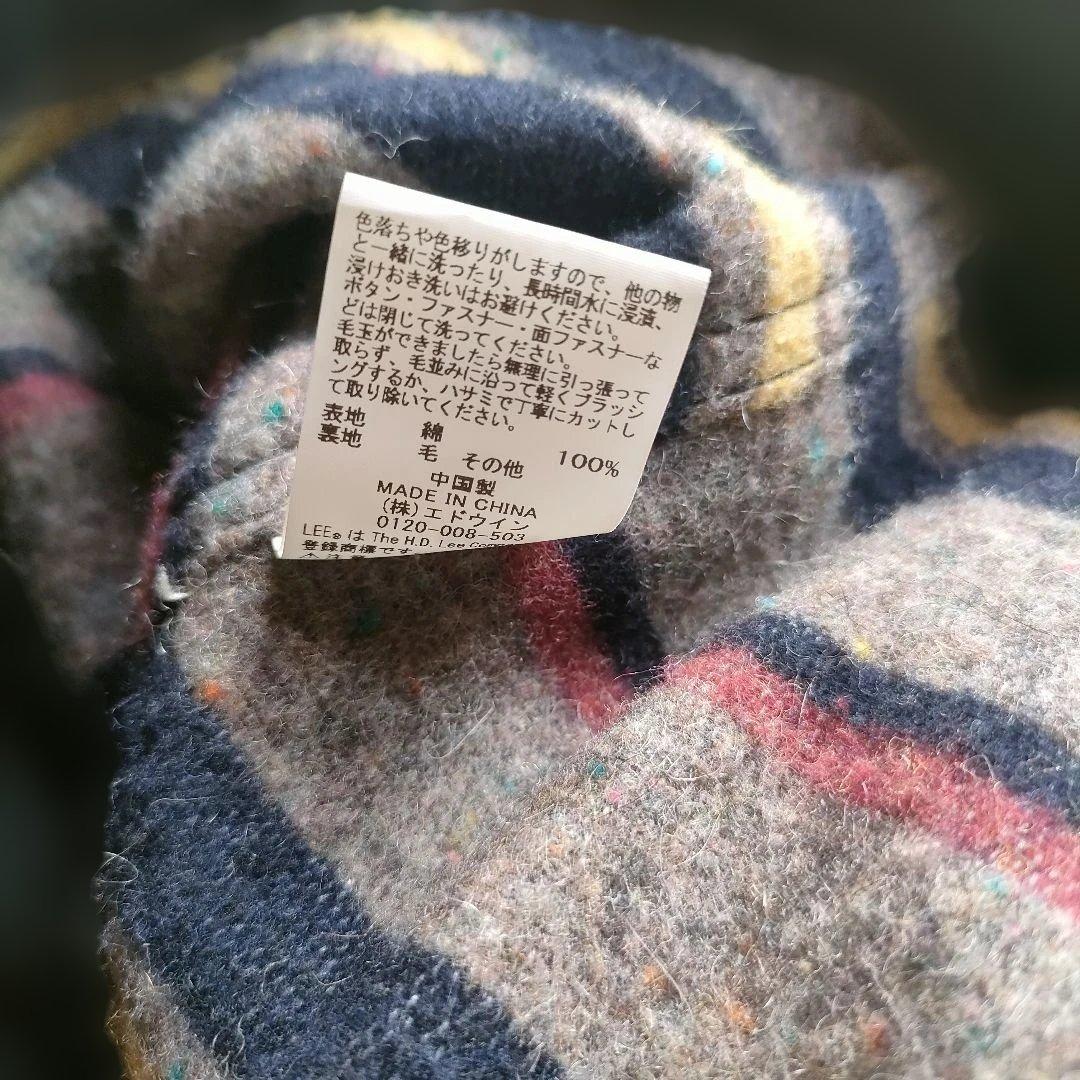 色落ちや色移りがしますので、他の物
と一緒に洗ったり、長時間水に浸漬、
浸けおき洗いはお避けください。
ボタン・ファスナー・面ファスナーな
どは閉じて洗ってください。
毛玉ができましたら無理に引っ張って
取らず、毛並みに沿って軽くブラッシ
ングするか、ハサミで丁寧にカットし
て取り除いてください。
表地 綿 100%
裏地 毛 その他
中国製
MADE IN CHINA
(株)エドウイン
0120-008-503
LEE® は The H.D. Lee
登録商標です